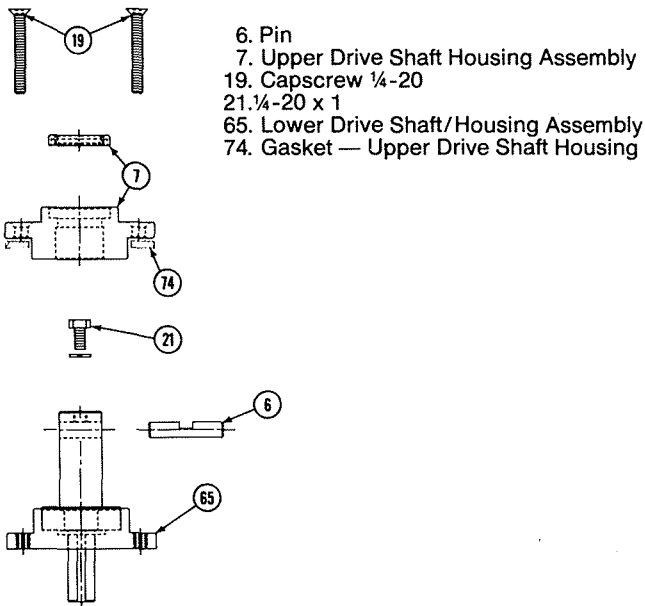 6. Pin
7. Upper Drive Shaft Housing Assembly
19. Capscrew ¼-20
21.¼-20 x 1
65. Lower Drive Shaft/Housing Assembly
74. Gasket — Upper Drive Shaft Housing
19
7
74
21
6
65